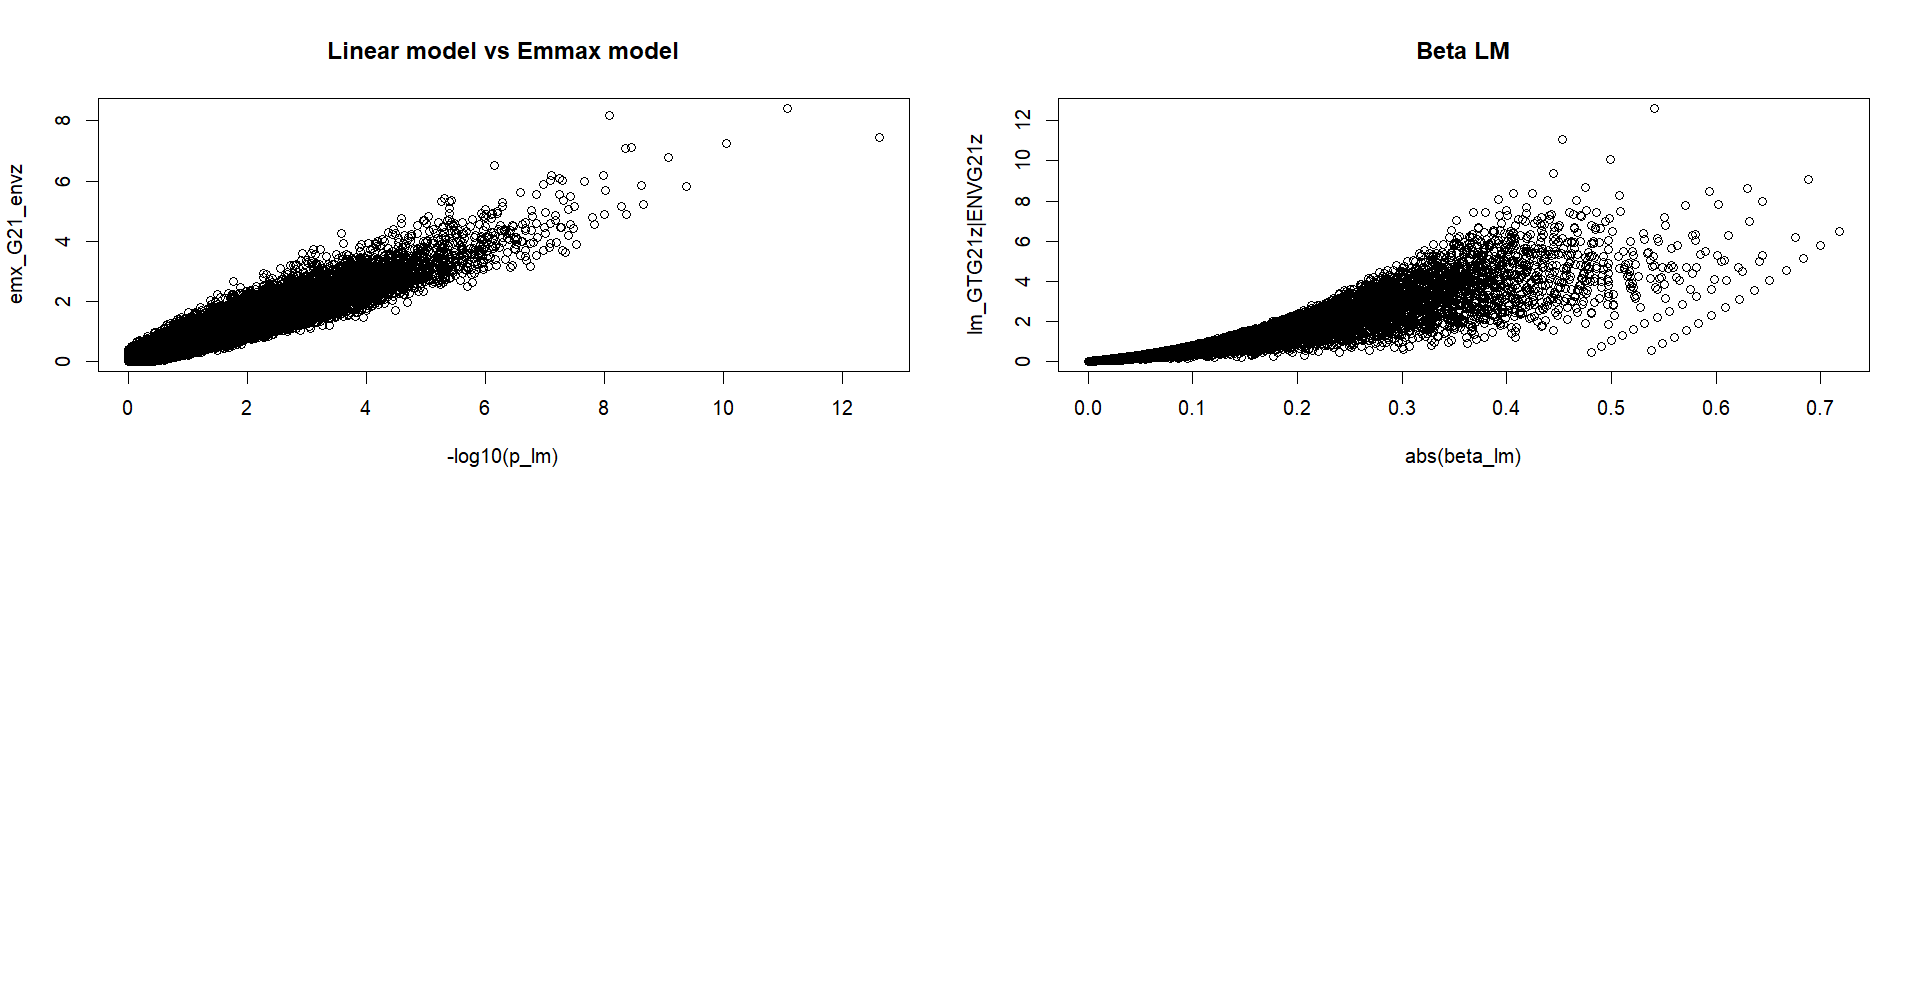 Linear model vs Emmax model
emx_G21_envz
8
6
4
2
0
0 2 4 6 8 10 12
-log10(p_lm)
Beta LM
lm_GTG21z|ENVG21z
12
10
8
6
4
2
0
0.0 0.1 0.2 0.3 0.4 0.5 0.6 0.7
abs(beta_lm)